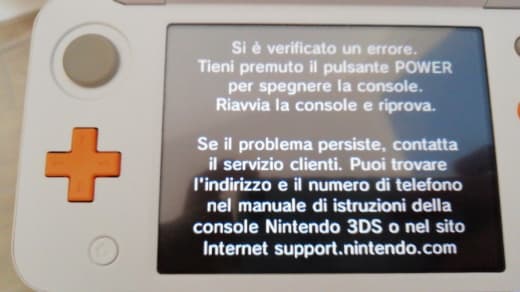 Si è verificato un errore.
Tieni premuto il pulsante POWER
per spegnere la console.
Riavvia la console e riprova.
Se il problema persiste, contatta
il servizio clienti. Puoi trovare
l'indirizzo e il numero di telefono
nel manuale di istruzioni della
console Nintendo 3DS o nel sito
Internet support.nintendo.com